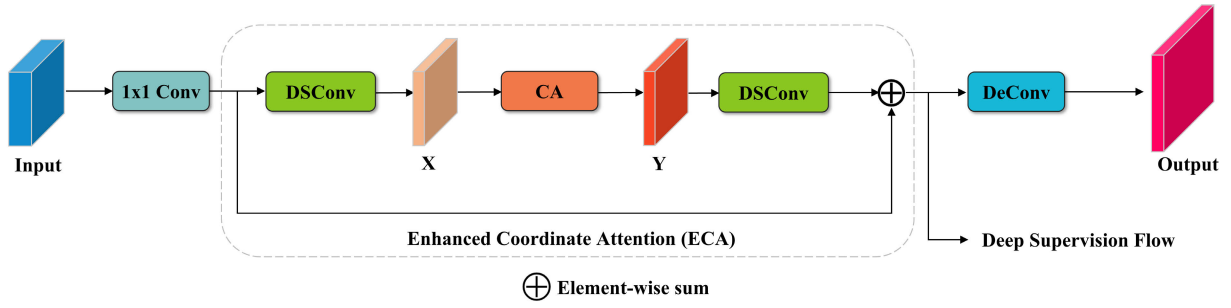 Input
1x1 Conv
DSConv
X
CA
Y
DSConv
DeConv
Output
Enhanced Coordinate Attention (ECA)
Deep Supervision Flow
Element-wise sum